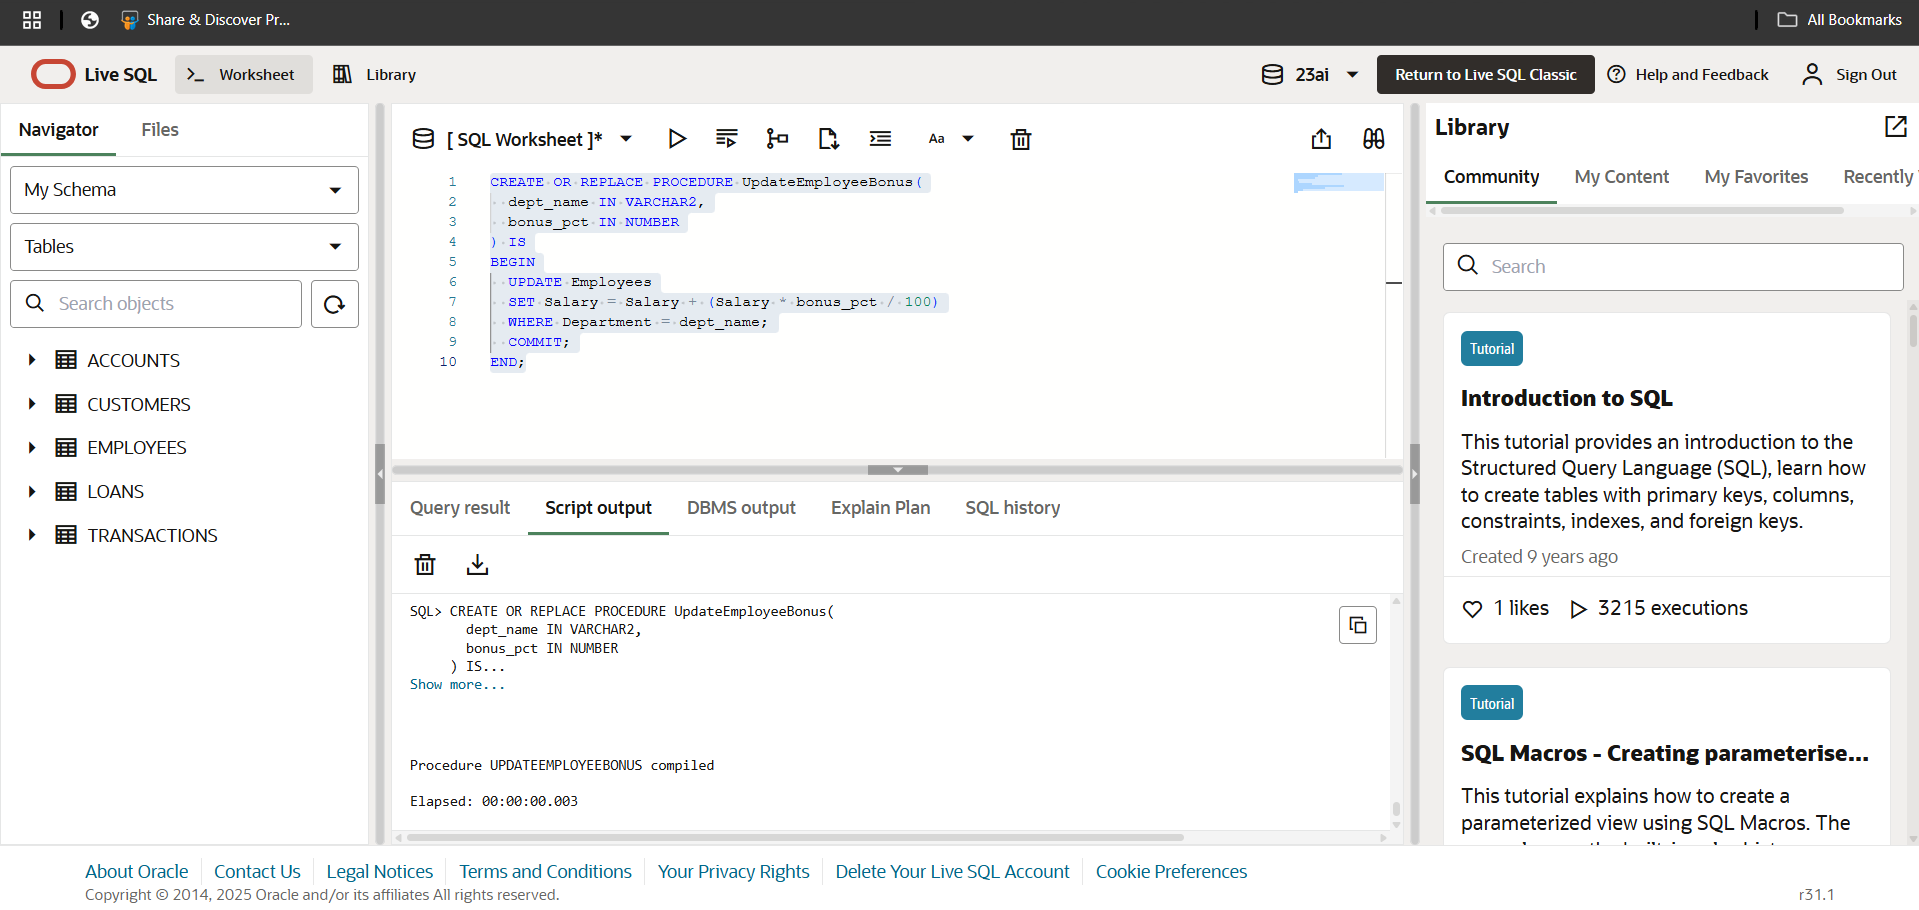 Share & Discover Pr...
All Bookmarks
Live SQL
Worksheet
Library
23ai
Return to Live SQL Classic
Help and Feedback
Sign Out
Navigator
Files
My Schema
Tables
Search objects
ACCOUNTS
CUSTOMERS
EMPLOYEES
LOANS
TRANSACTIONS
[ SQL Worksheet ]*
Aa
1 CREATE OR REPLACE PROCEDURE UpdateEmployeeBonus(
2 dept_name IN VARCHAR2,
3 bonus_pct IN NUMBER
4 ) IS
5 BEGIN
6 UPDATE Employees
7 SET Salary = Salary + (Salary * bonus_pct / 100)
8 WHERE Department = dept_name;
9 COMMIT;
10 END;
Query result
Script output
DBMS output
Explain Plan
SQL history
SQL> CREATE OR REPLACE PROCEDURE UpdateEmployeeBonus(
dept_name IN VARCHAR2,
bonus_pct IN NUMBER
) IS...
Show more...
Procedure UPDATEEMPLOYEEBONUS compiled
Elapsed: 00:00:00.003
Library
Community
My Content
My Favorites
Recently
Search
Tutorial
Introduction to SQL
This tutorial provides an introduction to the
Structured Query Language (SQL), learn how
to create tables with primary keys, columns,
constraints, indexes, and foreign keys.
Created 9 years ago
1 likes
3215 executions
Tutorial
SQL Macros - Creating parameterise...
This tutorial explains how to create a
parameterized view using SQL Macros. The
About Oracle
Contact Us
Legal Notices
Terms and Conditions
Your Privacy Rights
Delete Your Live SQL Account
Cookie Preferences
Copyright © 2014, 2025 Oracle and/or its affiliates All rights reserved.
r31.1